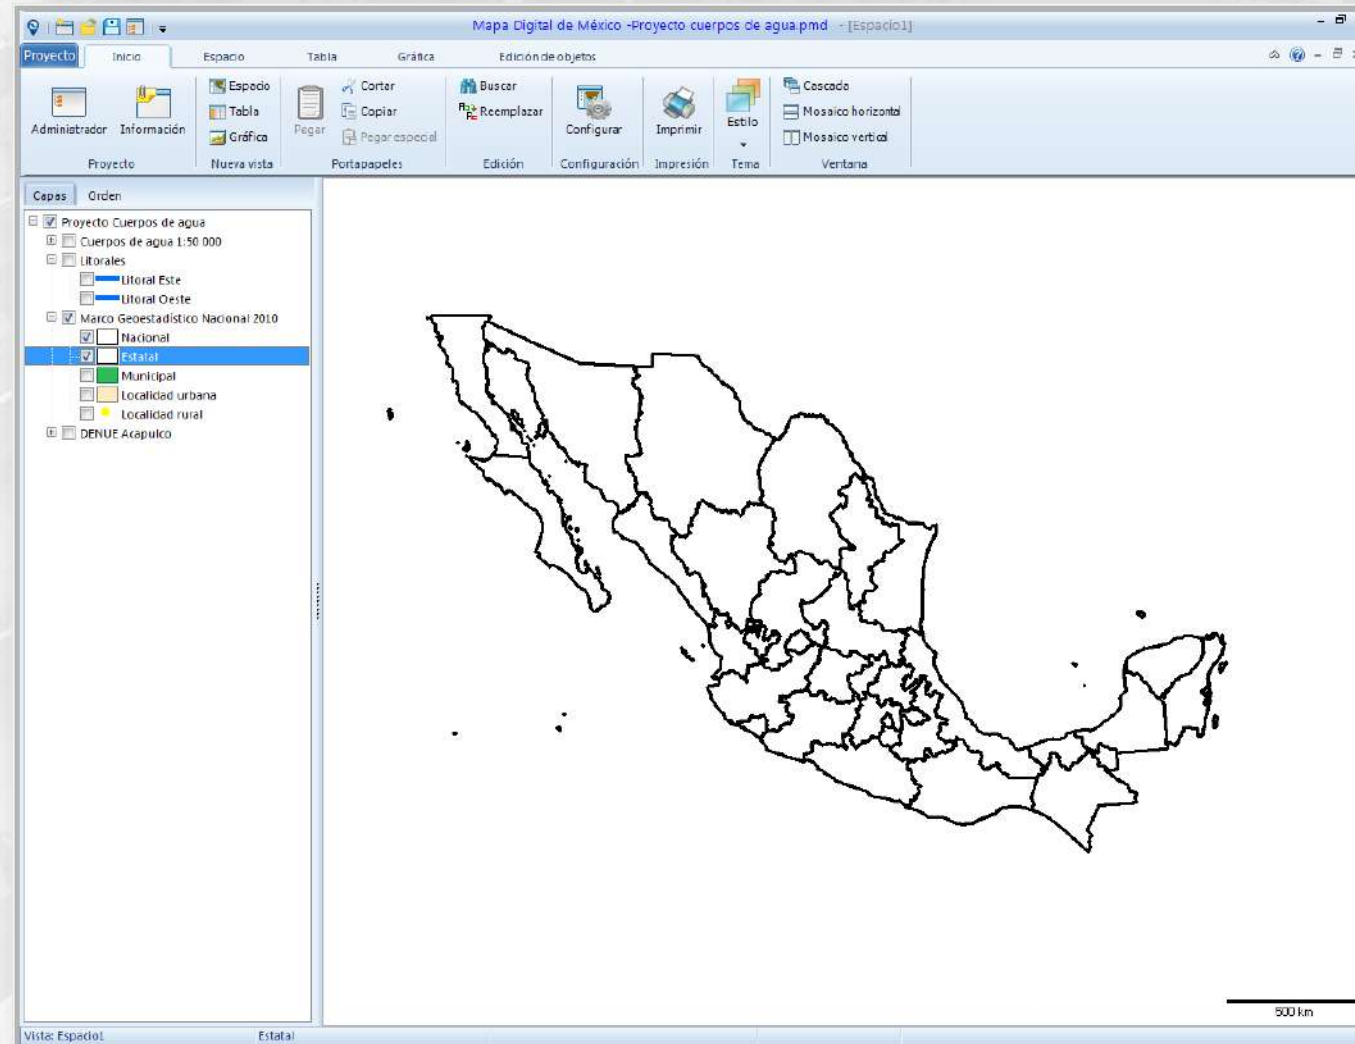 Mapa Digital de México -Proyecto cuerpos de agua.pmd - [Espacio1]
Proyecto Inicio Espacio Tabla Gráfica Edición de objetos
Administrador Información
Proyecto
Espacio
Tabla
Gráfica
Nueva vista
Pegar
Cortar
Copiar
Pegar especial
Portapapeles
Buscar
Reemplazar
Edición
Configurar
Configuración
Imprimir
Impresión
Estilo
Tema
Cascada
Mosaico horizontal
Mosaico vertical
Ventana
Capas Orden
Proyecto Cuerpos de agua
Cuerpos de agua 1:50 000
Litorales
Litoral Este
Litoral Oeste
Marco Geoestadístico Nacional 2010
Nacional
Estatal
Municipal
Localidad urbana
Localidad rural
DENUE Acapulco
500 km
Vista: Espacio1 Estatal